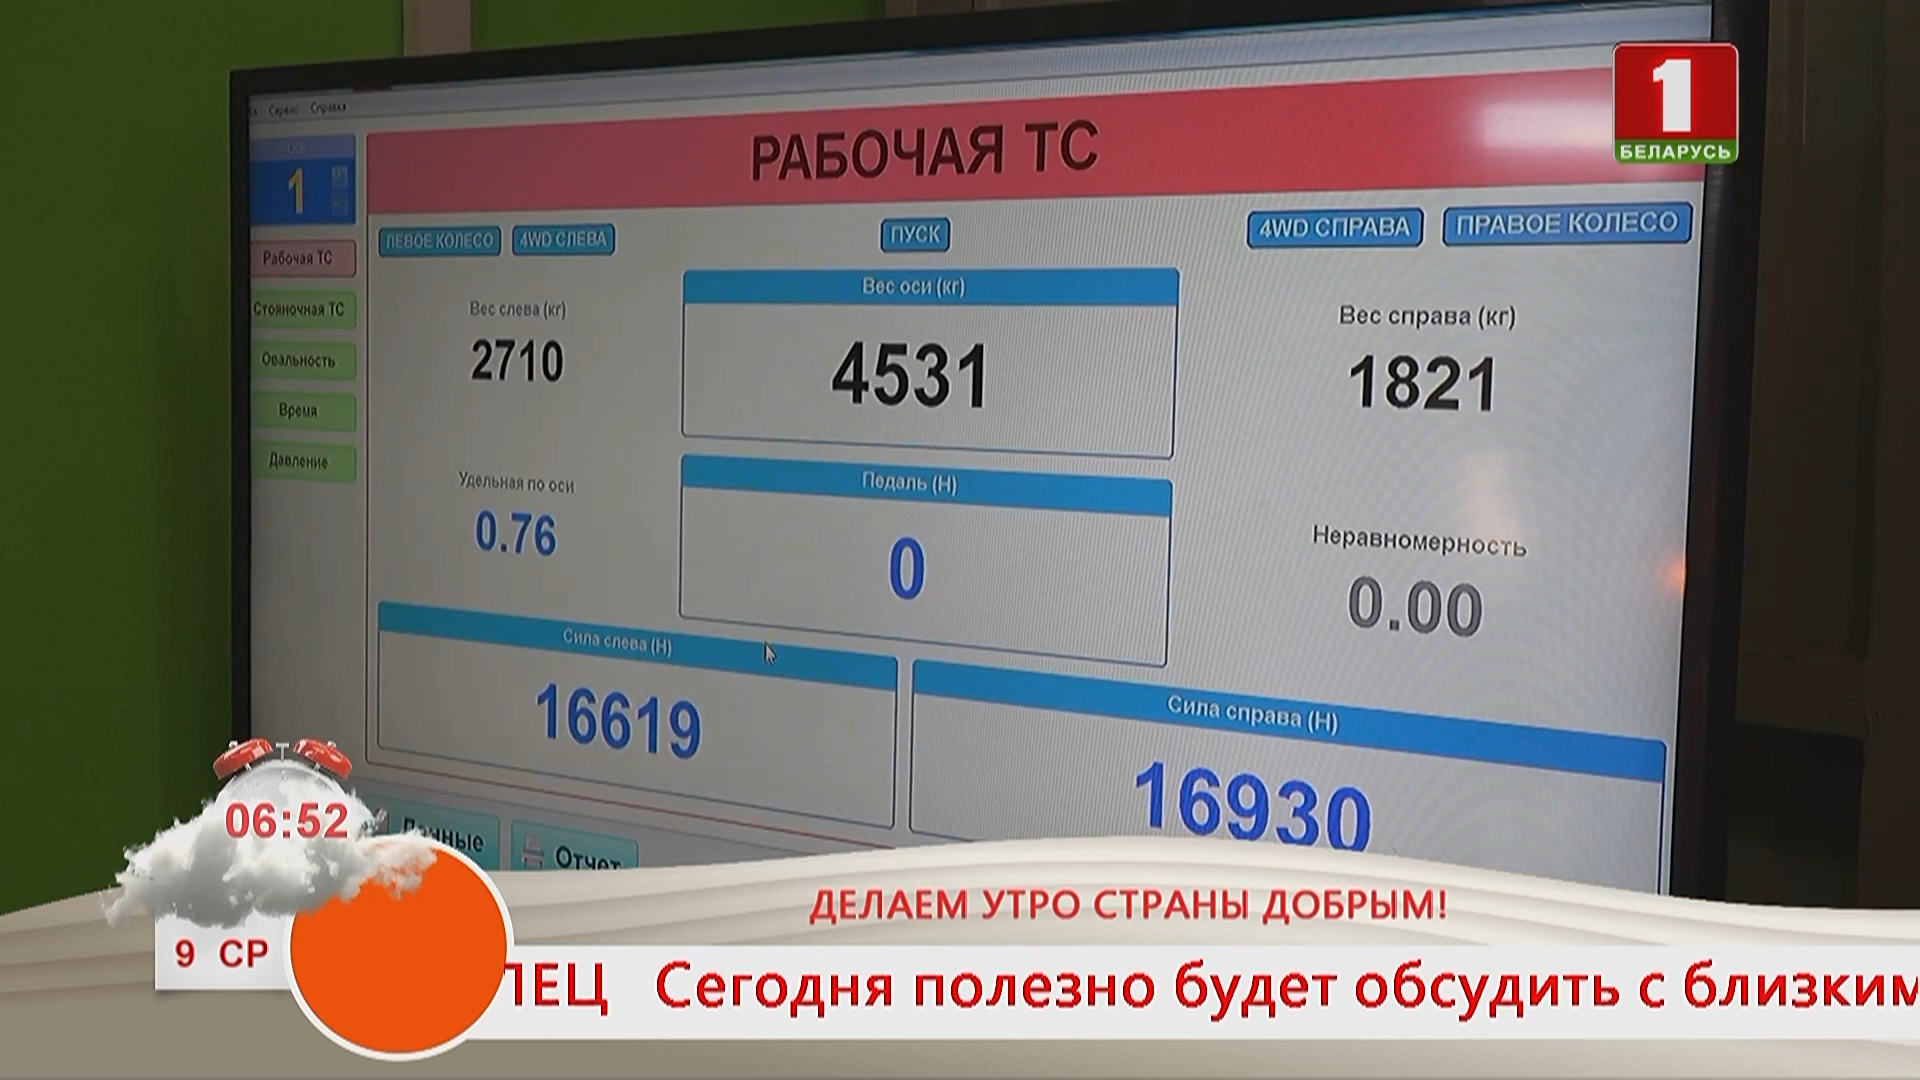 Сервис Справка
1
БЕЛАРУСЬ
РАБОЧАЯ ТС
1
ЛЕВОЕ КОЛЕСО 4WD СЛЕВА ПУСК 4WD СПРАВА ПРАВОЕ КОЛЕСО
Рабочая ТС
Стояночная ТС
Овальность
Время
Давление
Вес слева (кг)
2710
Вес оси (кг)
4531
Вес справа (кг)
1821
Удельная по оси
0.76
Педаль (Н)
0
Неравномерность
0.00
Сила слева (Н)
16619
Сила справа (Н)
16930
Данные Отчет
06:52
9 СР
ДЕЛАЕМ УТРО СТРАНЫ ДОБРЫМ!
ЛЕЦ Сегодня полезно будет обсудить с близким